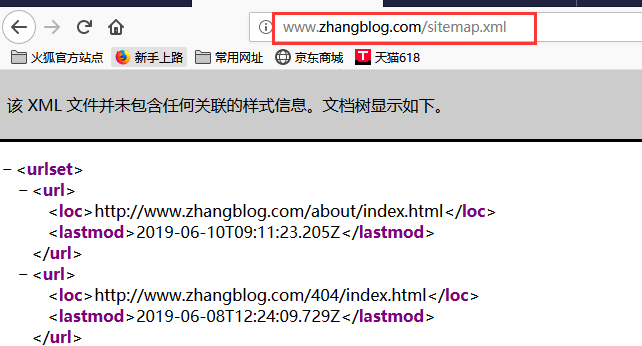 www.zhangblog.com/sitemap.xml
火狐官方站点 新手上路 常用网址 京东商城 T 天猫618
该 XML 文件并未包含任何关联的样式信息。文档树显示如下。
− <urlset>
− <url>
<loc>http://www.zhangblog.com/about/index.html</loc>
<lastmod>2019-06-10T09:11:23.205Z</lastmod>
</url>
− <url>
<loc>http://www.zhangblog.com/404/index.html</loc>
<lastmod>2019-06-08T12:24:09.729Z</lastmod>
</url>